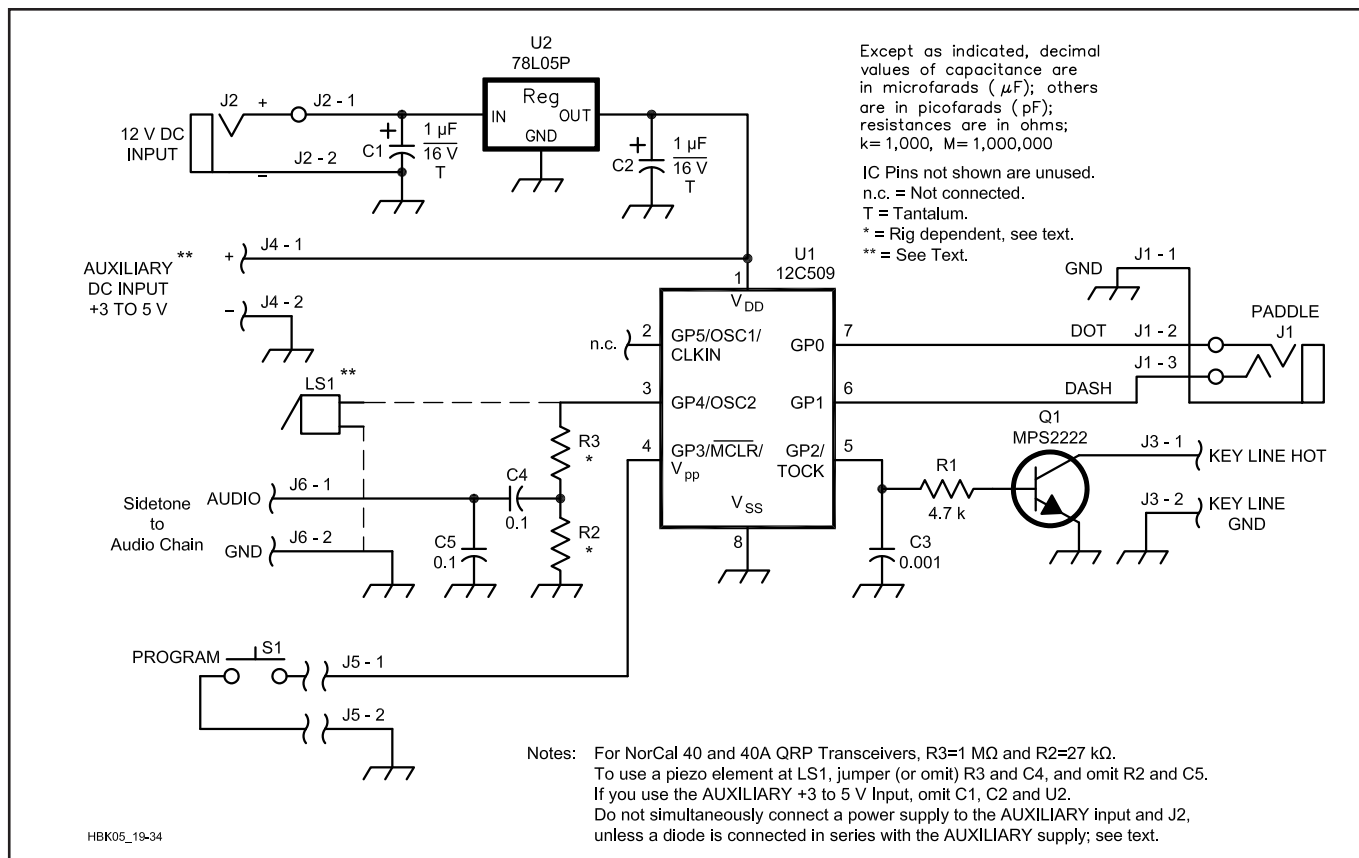 U2
78L05P
Reg
IN
OUT
GND
J2
+
J2 - 1
12 V DC
INPUT
J2 - 2
–
+
C1
1 µF
16 V
T
+
C2
1 µF
16 V
T
Except as indicated, decimal
values of capacitance are
in microfarads ( µF); others
are in picofarads ( pF);
resistances are in ohms;
k=1,000, M=1,000,000
IC Pins not shown are unused.
n.c. = Not connected.
T = Tantalum.
* = Rig dependent, see text.
** = See Text.
AUXILIARY **
DC INPUT
+3 TO 5 V
+
J4 - 1
–
J4 - 2
U1
12C509
1
VDD
n.c.
2
GP5/OSC1/
CLKIN
3
GP4/OSC2
4
GP3/MCLR/
Vpp
VSS
8
GP0
7
GP1
6
GP2/
TOCK
5
GND
J1 - 1
DOT
J1 - 2
PADDLE
J1
J1 - 3
DASH
Q1
MPS2222
J3 - 1
KEY LINE HOT
R1
4.7 k
J3 - 2
KEY LINE
GND
C3
0.001
LS1 **
R3
*
C4
0.1
R2
*
C5
0.1
Sidetone
to
Audio Chain
AUDIO
J6 - 1
GND
J6 - 2
PROGRAM
S1
J5 - 1
J5 - 2
Notes: For NorCal 40 and 40A QRP Transceivers, R3=1 MΩ and R2=27 kΩ.
To use a piezo element at LS1, jumper (or omit) R3 and C4, and omit R2 and C5.
If you use the AUXILIARY +3 to 5 V Input, omit C1, C2 and U2.
Do not simultaneously connect a power supply to the AUXILIARY input and J2,
unless a diode is connected in series with the AUXILIARY supply; see text.
HBK05_19-34